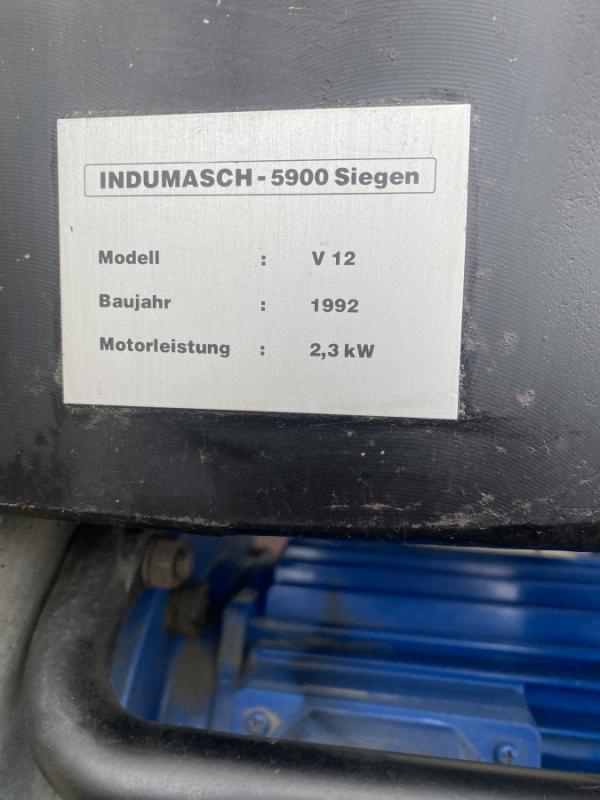 INDUMASCH - 5900 Siegen
Modell : V 12
Baujahr : 1992
Motorleistung : 2,3 kW